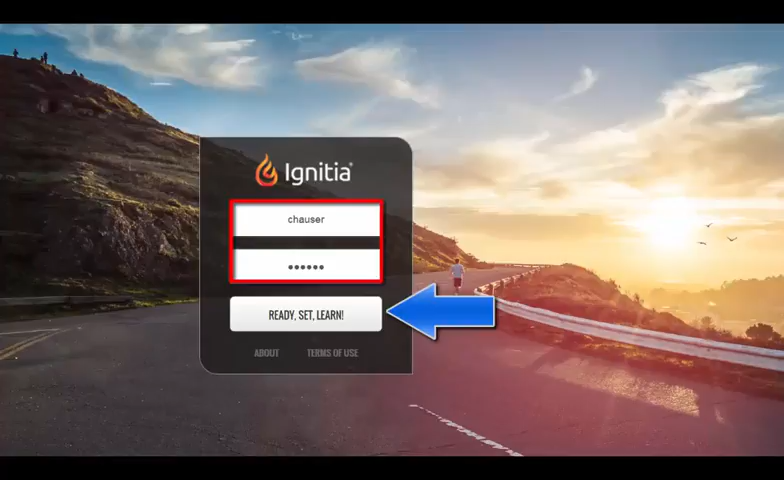 Ignitia®
chauser
••••••
READY, SET, LEARN!
ABOUT TERMS OF USE